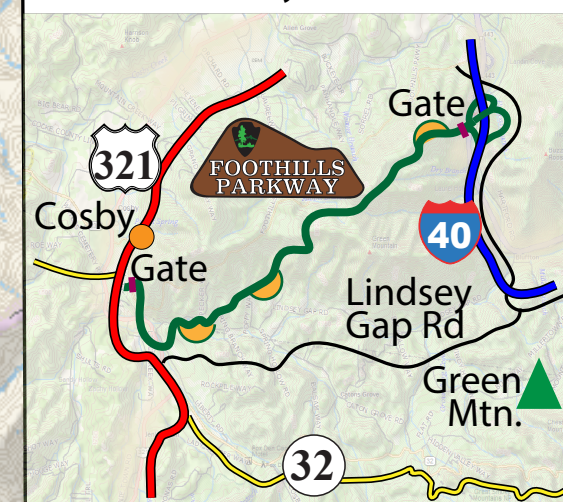 Gate
321
FOOTHILLS
PARKWAY
Cosby
40
Gate
Lindsey
Gap Rd
Green
Mtn.
32